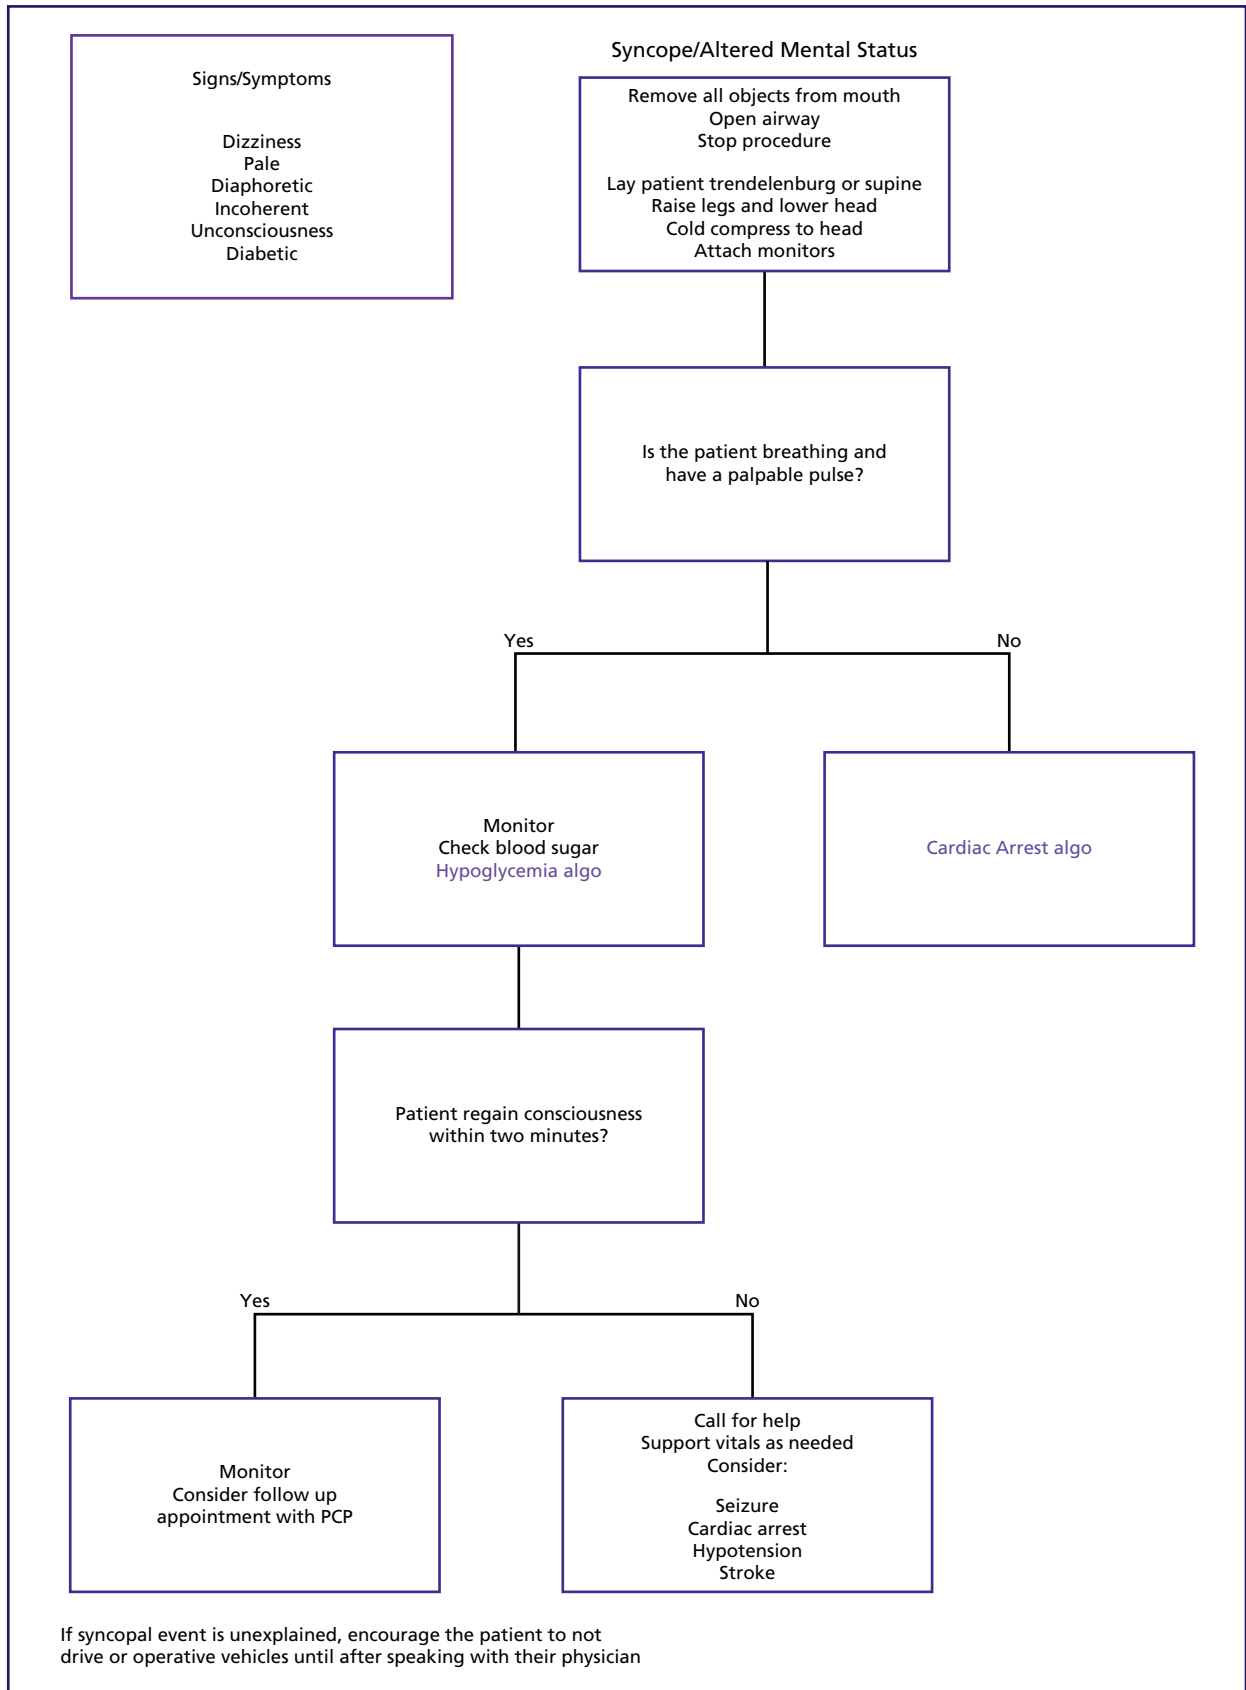 Signs/Symptoms
Dizziness
Pale
Diaphoretic
Incoherent
Unconsciousness
Diabetic
Syncope/Altered Mental Status
Remove all objects from mouth
Open airway
Stop procedure
Lay patient trendelenburg or supine
Raise legs and lower head
Cold compress to head
Attach monitors
Is the patient breathing and
have a palpable pulse?
Yes
No
Monitor
Check blood sugar
Hypoglycemia algo
Cardiac Arrest algo
Patient regain consciousness
within two minutes?
Yes
No
Monitor
Consider follow up
appointment with PCP
Call for help
Support vitals as needed
Consider:
Seizure
Cardiac arrest
Hypotension
Stroke
If syncopal event is unexplained, encourage the patient to not
drive or operative vehicles until after speaking with their physician